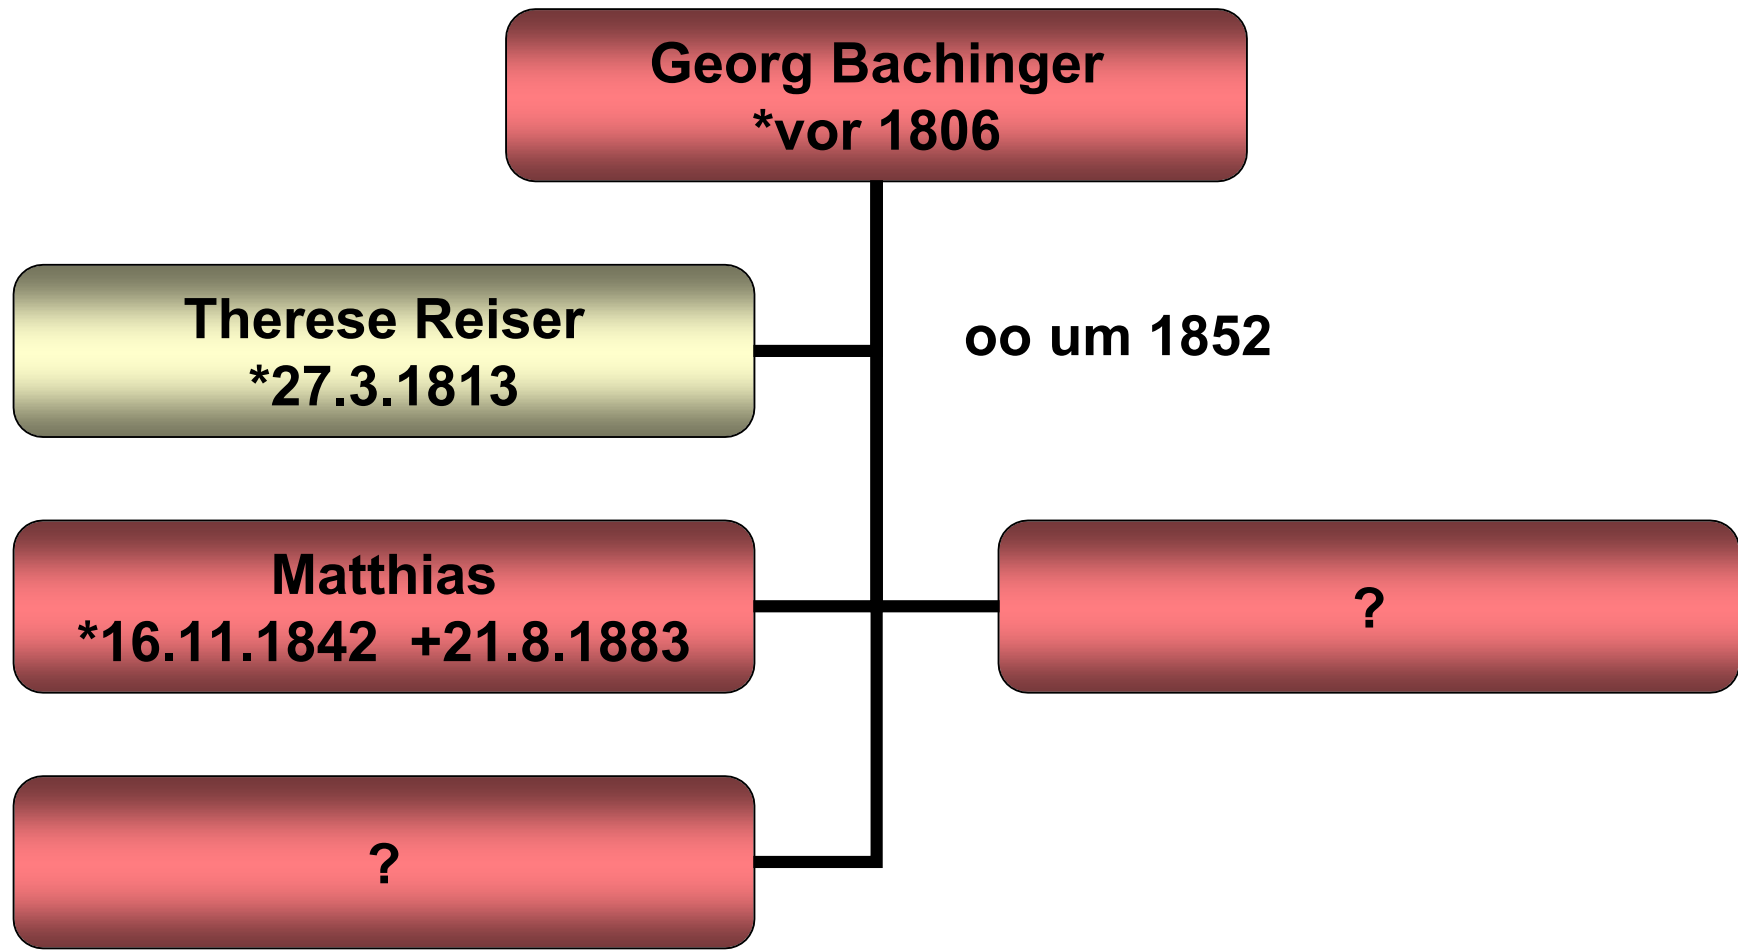 Georg Bachinger
*vor 1806
Therese Reiser
*27.3.1813
oo um 1852
Matthias
*16.11.1842  +21.8.1883
?
?